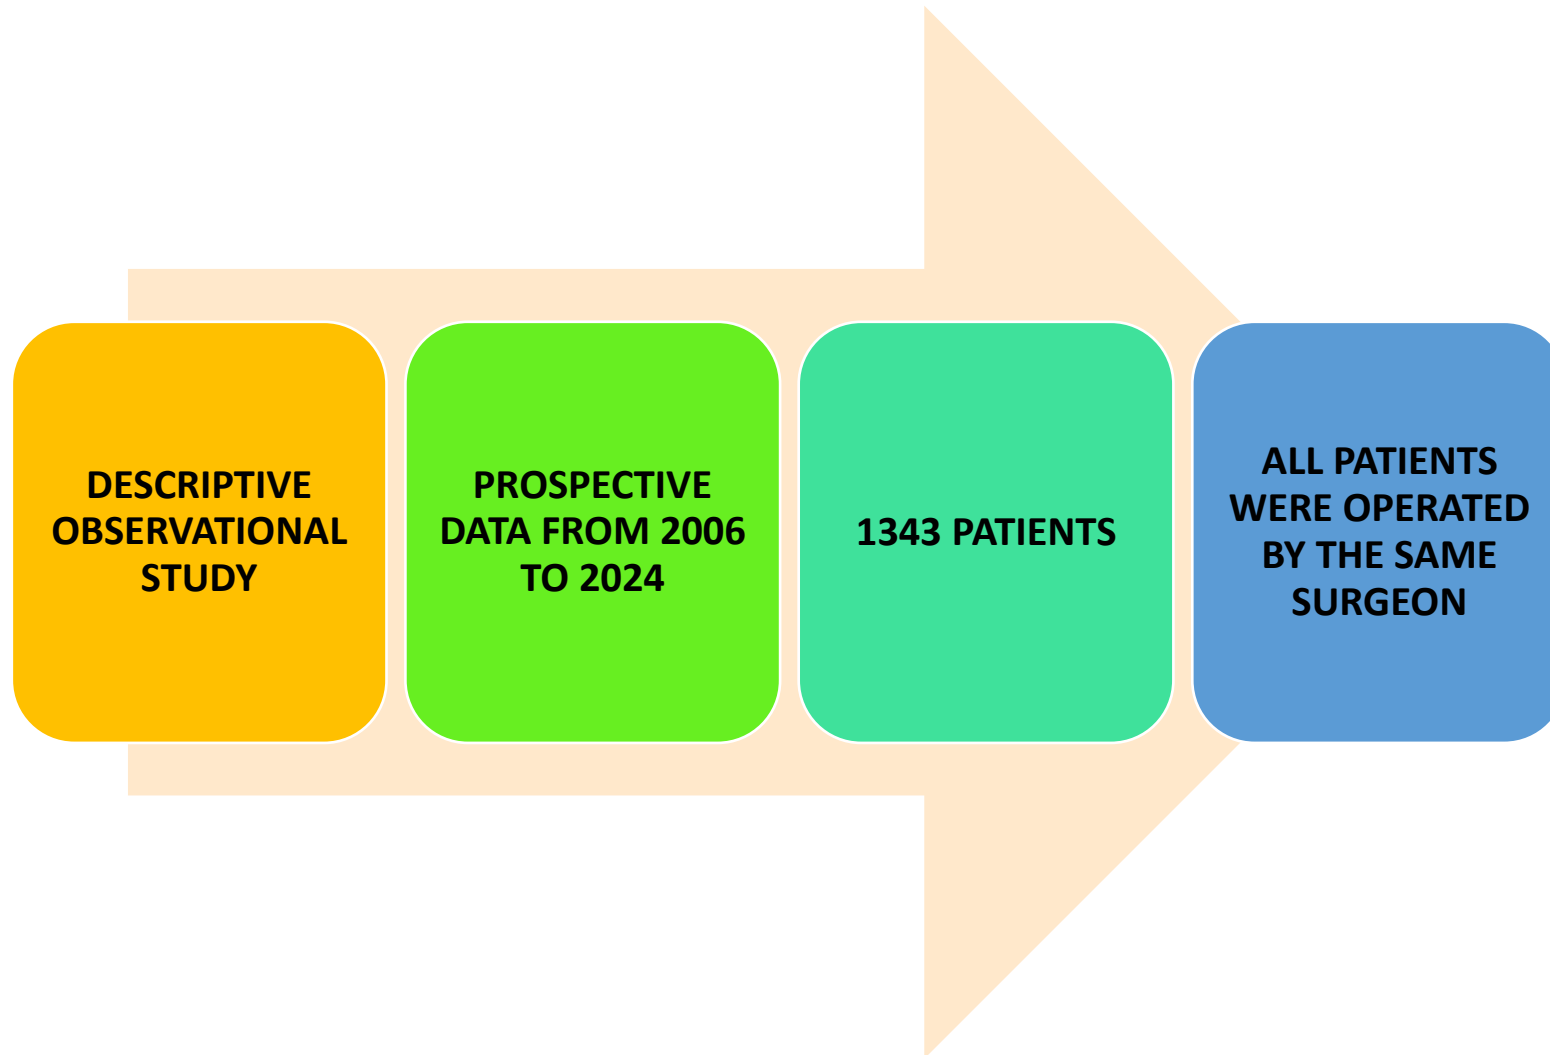 DESCRIPTIVE
OBSERVATIONAL
STUDY
PROSPECTIVE
DATA FROM 2006
TO 2024
1343 PATIENTS
ALL PATIENTS
WERE OPERATED
BY THE SAME
SURGEON